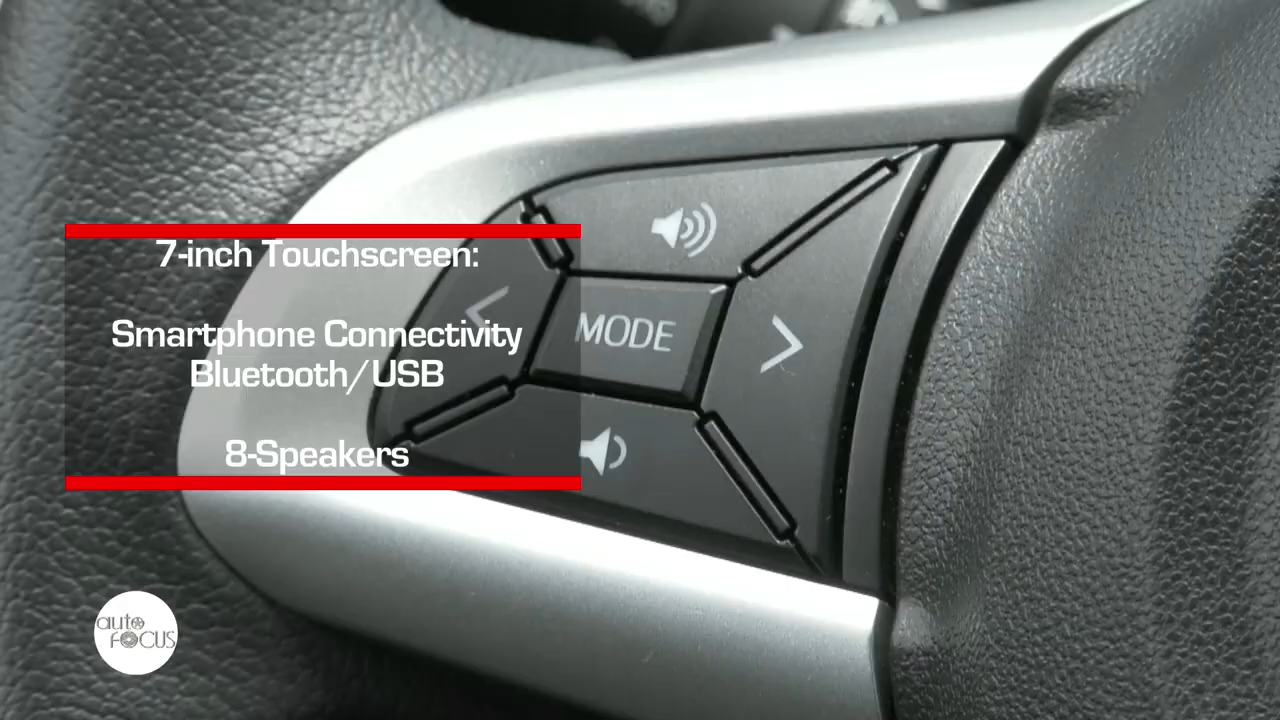 7-inch Touchscreen:
Smartphone Connectivity
Bluetooth/USB
8-Speakers
MODE
auto
FOCUS